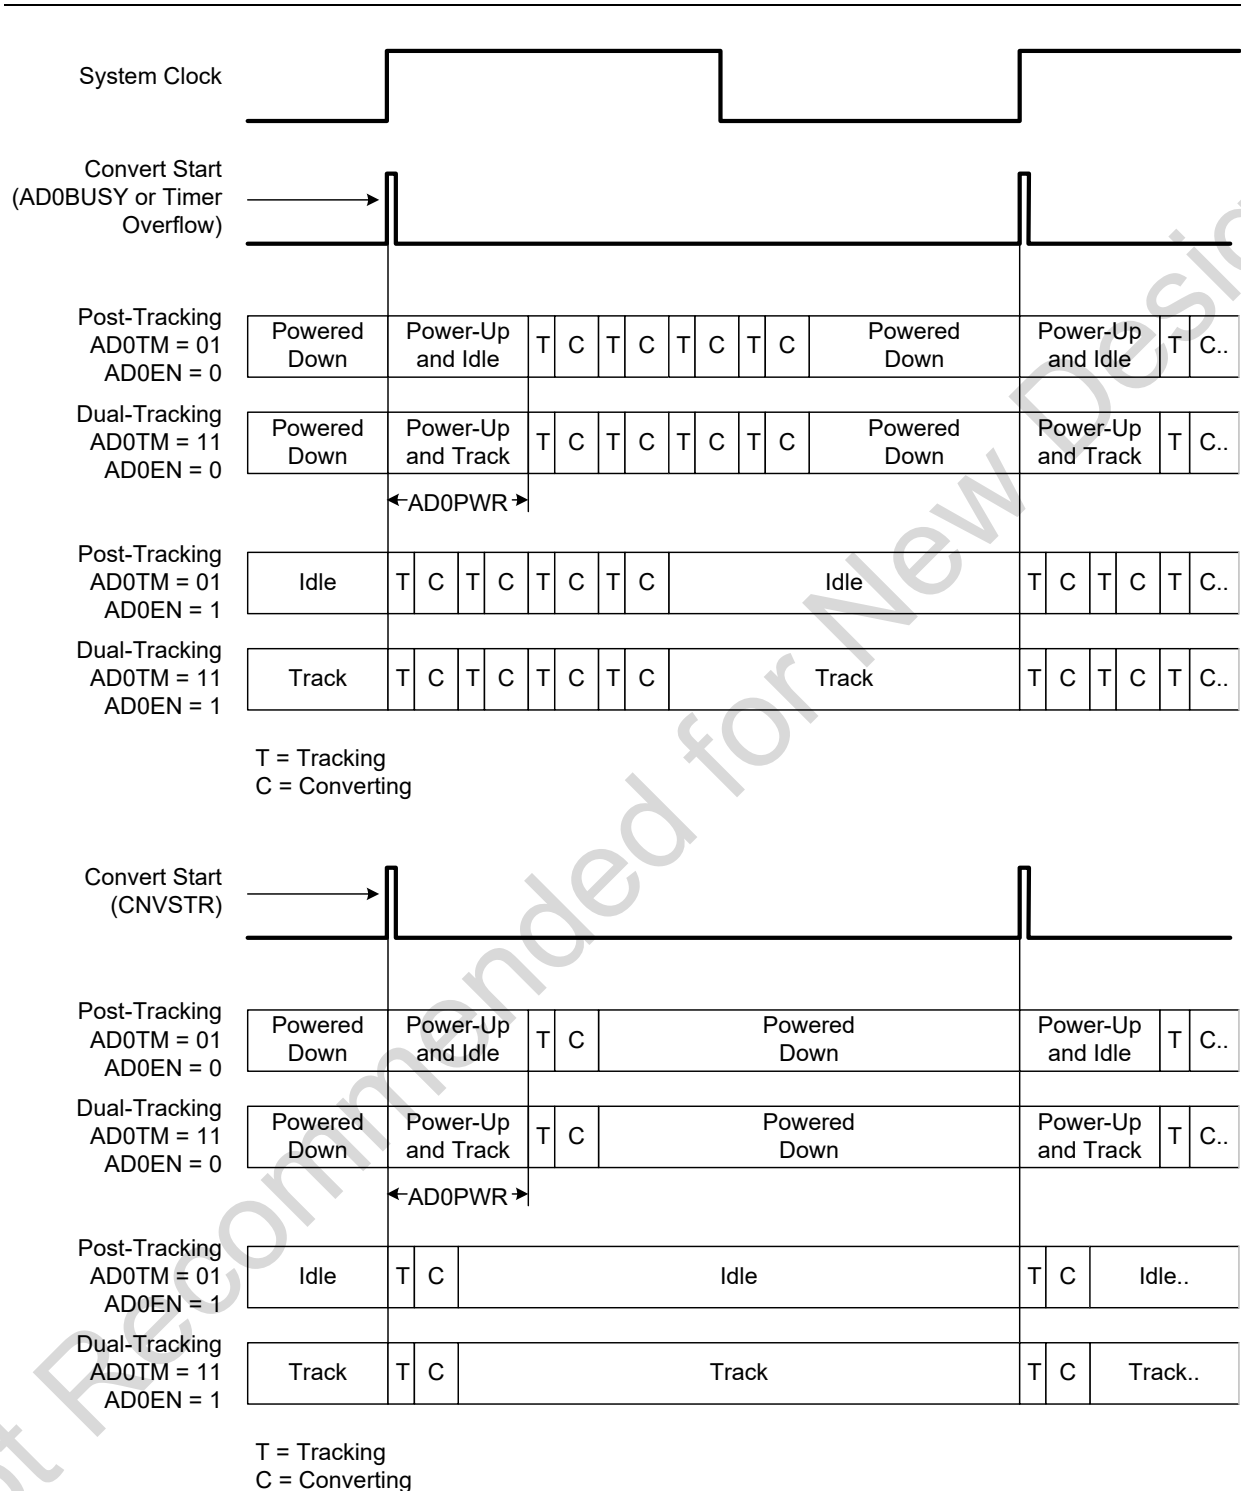 System Clock
Convert Start
(AD0BUSY or Timer
Overflow)
Post-Tracking
AD0TM = 01
AD0EN = 0
Powered
Down
Power-Up
and Idle
T C T C T C T C
Powered
Down
Power-Up
and Idle
T C..
Dual-Tracking
AD0TM = 11
AD0EN = 0
Powered
Down
Power-Up
and Track
T C T C T C T C
Powered
Down
Power-Up
and Track
T C..
AD0PWR
Post-Tracking
AD0TM = 01
AD0EN = 1
Idle T C T C T C T C Idle T C T C T C..
Dual-Tracking
AD0TM = 11
AD0EN = 1
Track T C T C T C T C Track T C T C T C..
T = Tracking
C = Converting
Convert Start
(CNVSTR)
Post-Tracking
AD0TM = 01
AD0EN = 0
Powered
Down
Power-Up
and Idle
T C
Powered
Down
Power-Up
and Idle
T C..
Dual-Tracking
AD0TM = 11
AD0EN = 0
Powered
Down
Power-Up
and Track
T C
Powered
Down
Power-Up
and Track
T C..
AD0PWR
Post-Tracking
AD0TM = 01
AD0EN = 1
Idle T C Idle T C Idle..
Dual-Tracking
AD0TM = 11
AD0EN = 1
Track T C Track T C Track..
T = Tracking
C = Converting
Recommended for New